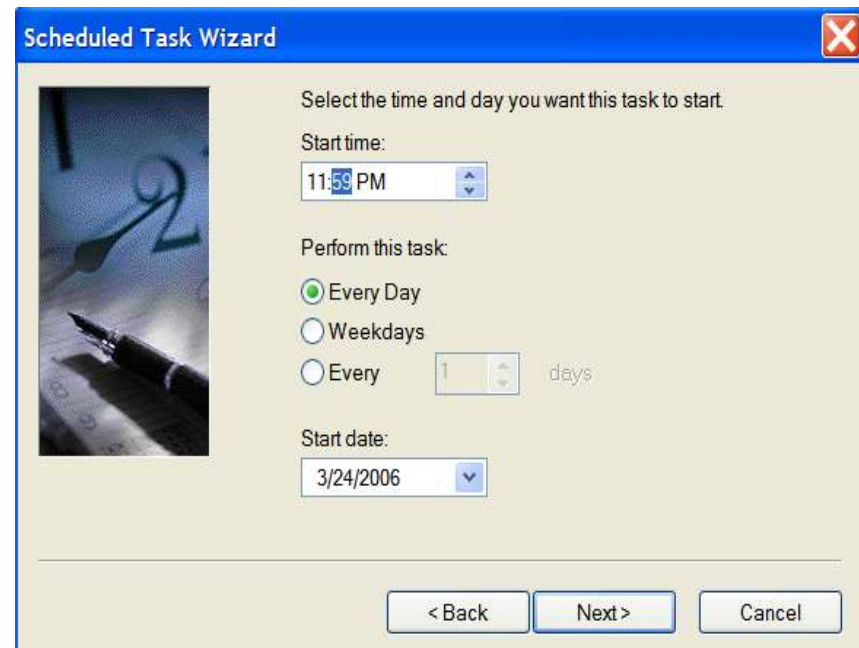 Scheduled Task Wizard
Select the time and day you want this task to start.
Start time:
11:59 PM
Perform this task:
Every Day
Weekdays
Every 1 days
Start date:
3/24/2006
< Back Next > Cancel
2